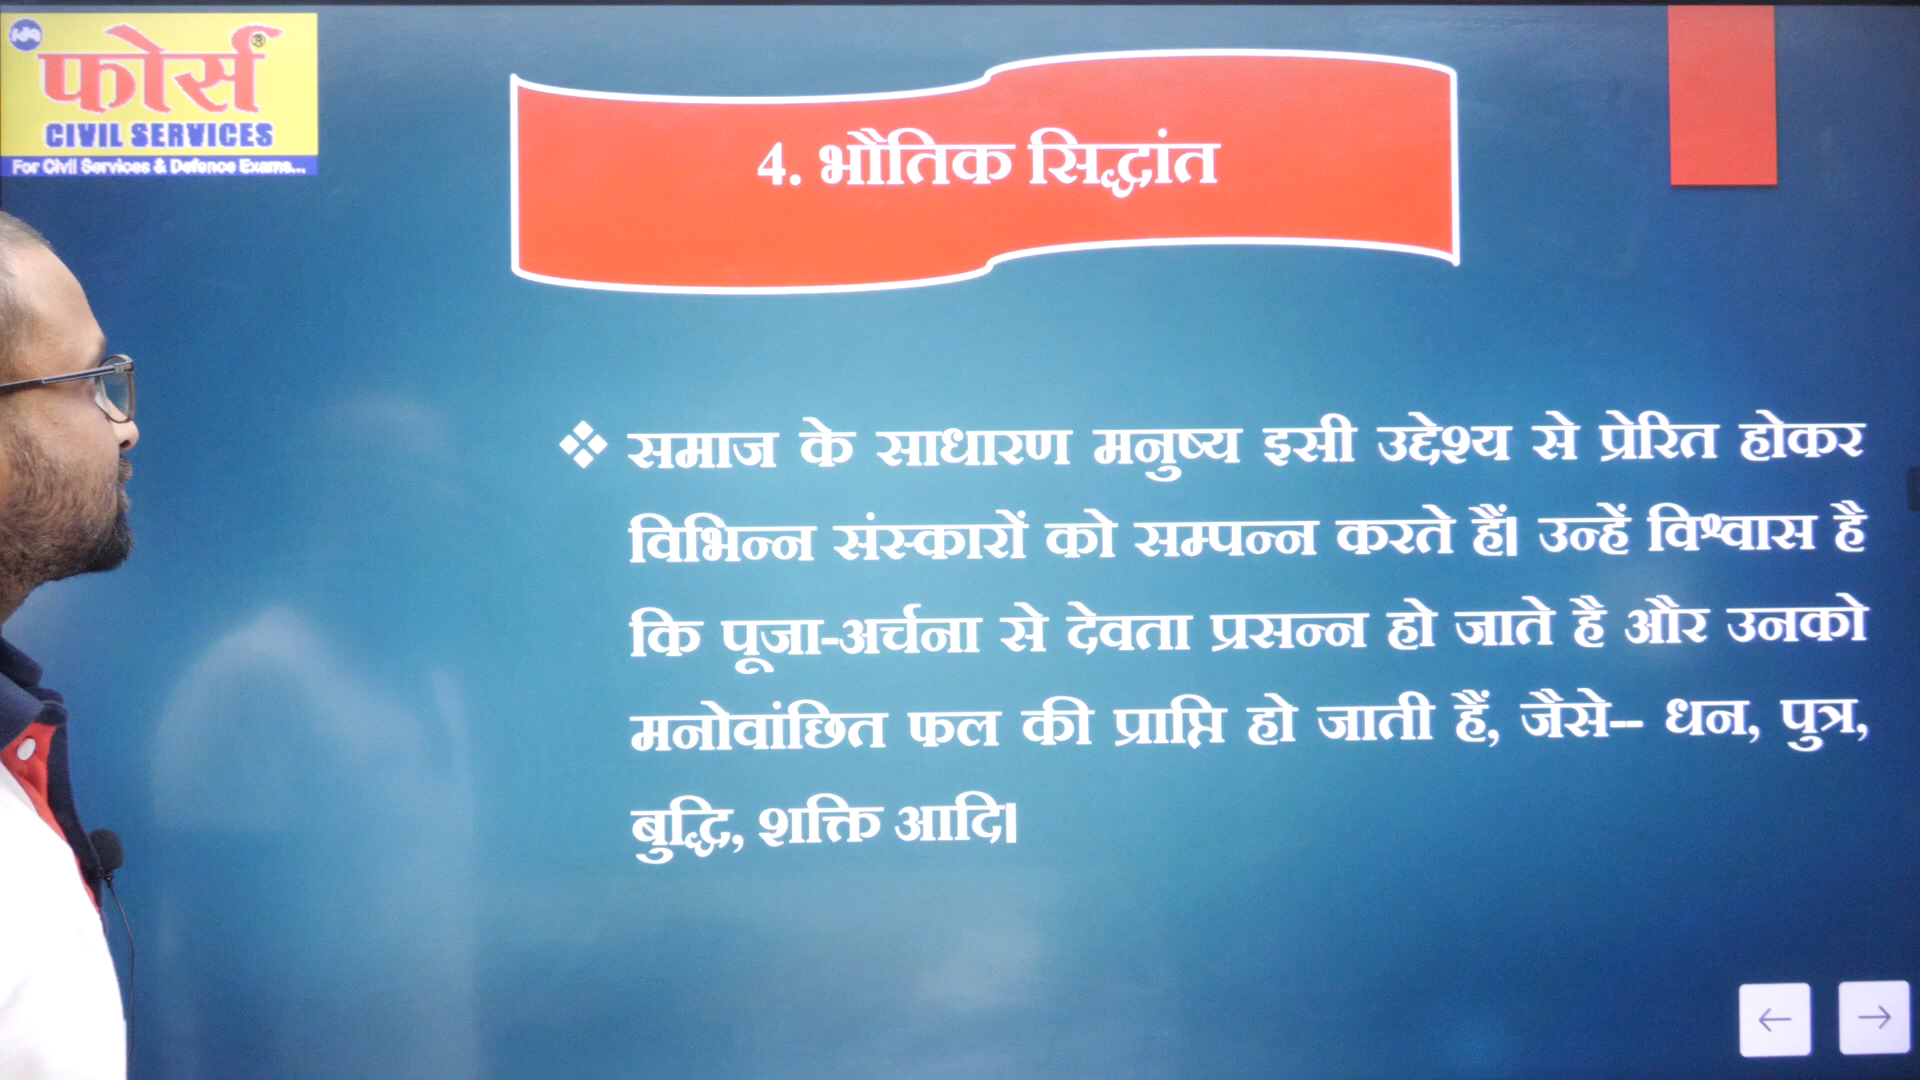 फोर्स
CIVIL SERVICES
For Civil Services & Defence Exams...
4. भौतिक सिद्धांत
❖ समाज के साधारण मनुष्य इसी उद्देश्य से प्रेरित होकर
विभिन्न संस्कारों को सम्पन्न करते हैं। उन्हें विश्वास है
कि पूजा-अर्चना से देवता प्रसन्न हो जाते है और उनको
मनोवांछित फल की प्राप्ति हो जाती हैं, जैसे-- धन, पुत्र,
बुद्धि, शक्ति आदि।